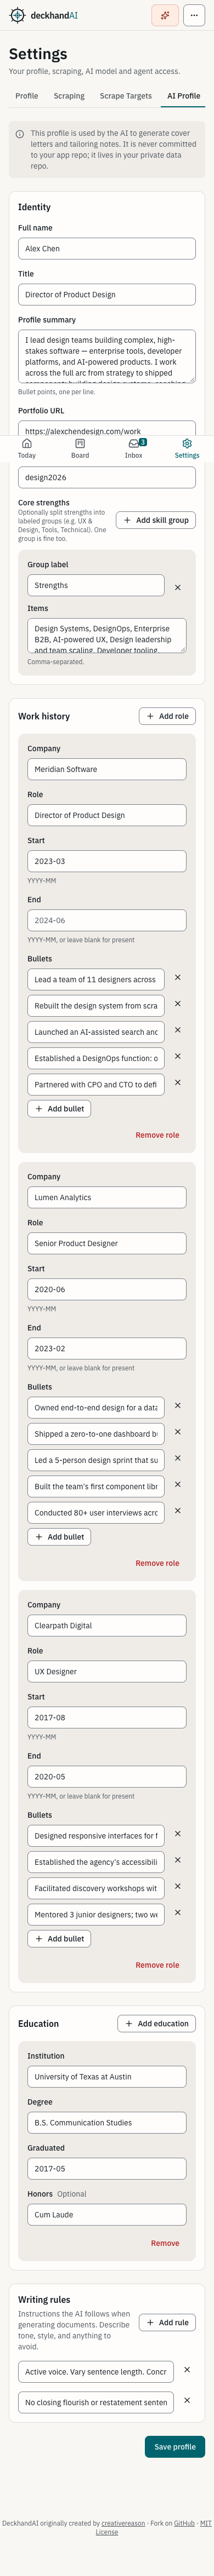 deckhandAI
Settings
Your profile, scraping, AI model and agent access.
Profile
Scraping
Scrape Targets
AI Profile
This profile is used by the AI to generate cover
letters and tailoring notes. It is never committed
to your app repo; it lives in your private data
repo.
Identity
Full name
Alex Chen
Title
Director of Product Design
Profile summary
I lead design teams building complex, high-
stakes software — enterprise tools, developer
platforms, and AI-powered products. I work
across the full arc from strategy to shipped
Bullet points, one per line.
Portfolio URL
https://alexchendesign.com/work
Today
Board
Inbox
3
Settings
design2026
Core strengths
Optionally split strengths into
labeled groups (e.g. UX &
Design, Tools, Technical). One
group is fine too.
Add skill group
Group label
Strengths
Items
Design Systems, DesignOps, Enterprise
B2B, AI-powered UX, Design leadership
and team scaling, Developer tooling,
Comma-separated.
Work history
Add role
Company
Meridian Software
Role
Director of Product Design
Start
2023-03
YYYY-MM
End
2024-06
YYYY-MM, or leave blank for present
Bullets
Lead a team of 11 designers across
Rebuilt the design system from scra
Launched an AI-assisted search and
Established a DesignOps function: o
Partnered with CPO and CTO to defi
Add bullet
Remove role
Company
Lumen Analytics
Role
Senior Product Designer
Start
2020-06
YYYY-MM
End
2023-02
YYYY-MM, or leave blank for present
Bullets
Owned end-to-end design for a data
Shipped a zero-to-one dashboard bu
Led a 5-person design sprint that su
Built the team's first component libr
Conducted 80+ user interviews acro
Add bullet
Remove role
Company
Clearpath Digital
Role
UX Designer
Start
2017-08
YYYY-MM
End
2020-05
YYYY-MM, or leave blank for present
Bullets
Designed responsive interfaces for f
Established the agency's accessibili
Facilitated discovery workshops wit
Mentored 3 junior designers; two we
Add bullet
Remove role
Education
Add education
Institution
University of Texas at Austin
Degree
B.S. Communication Studies
Graduated
2017-05
Honors Optional
Cum Laude
Remove
Writing rules
Instructions the AI follows when
generating documents. Describe
tone, style, and anything to
avoid.
Add rule
Active voice. Vary sentence length. Concr
No closing flourish or restatement senten
Save profile
DeckhandAI originally created by creativereason · Fork on GitHub · MIT
License